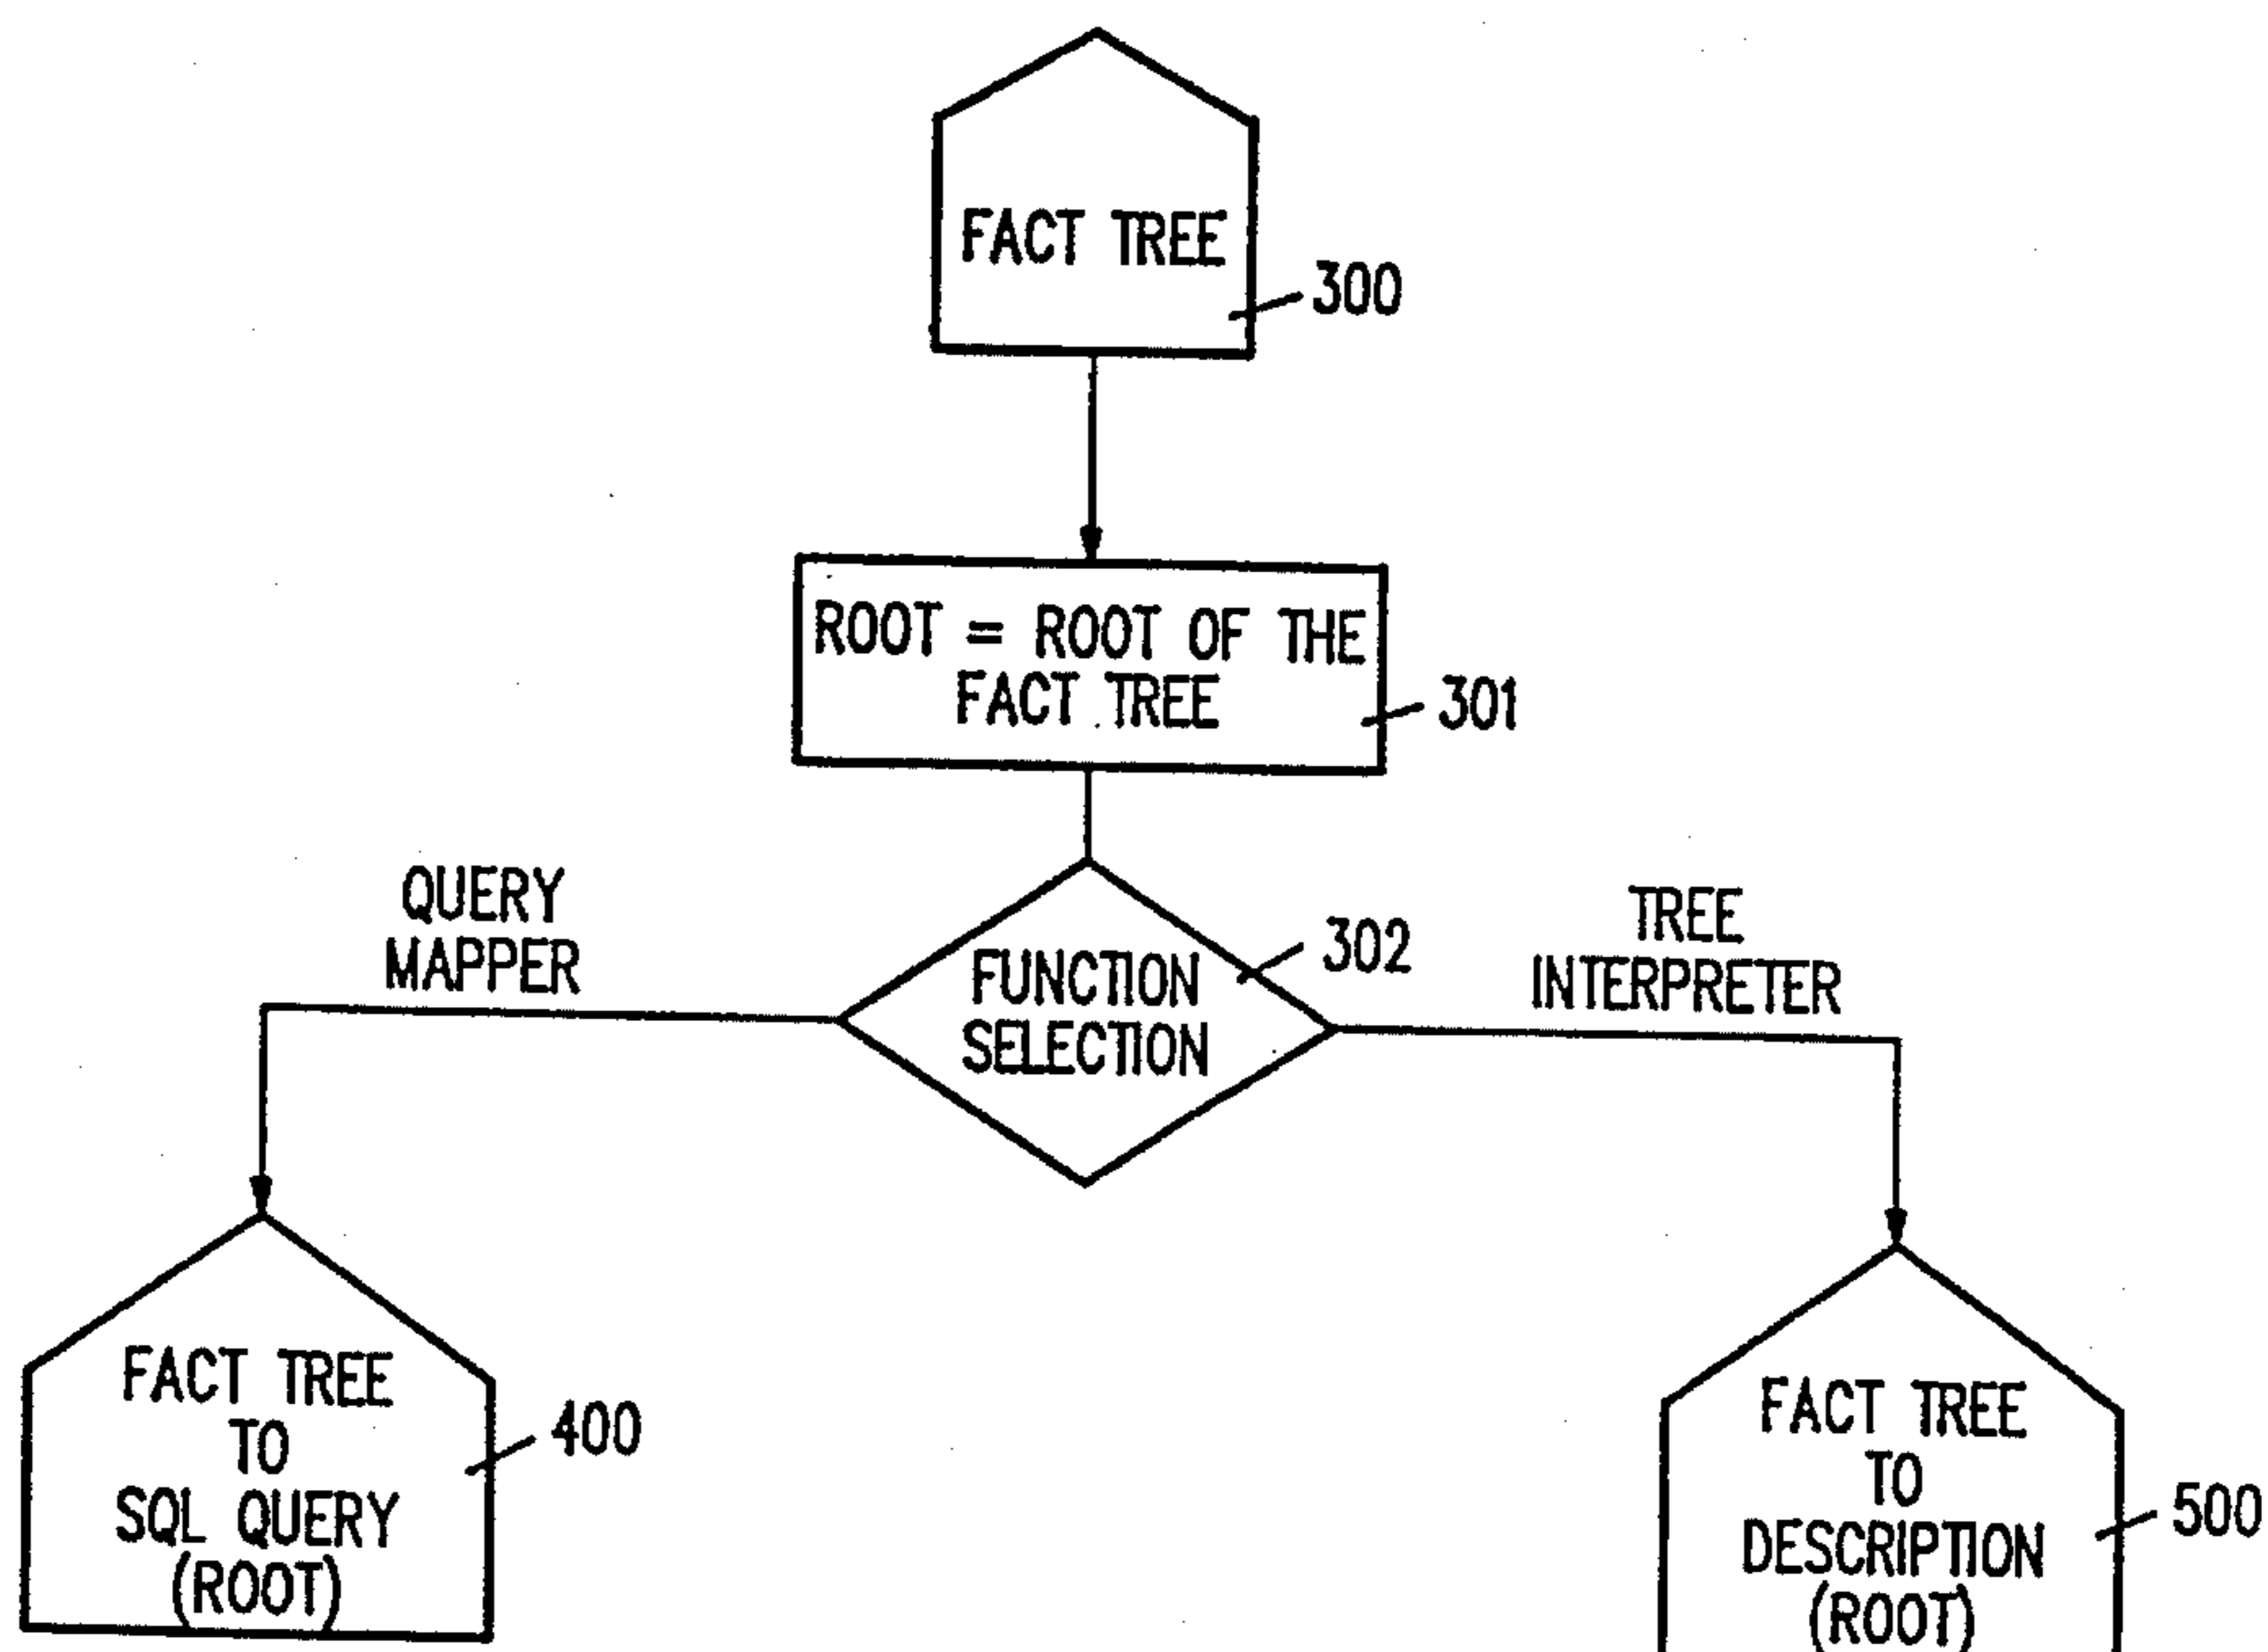 FACT TREE
300
ROOT = ROOT OF THE
FACT TREE
301
QUERY
MAPPER
FUNCTION
SELECTION
302
TREE
INTERPRETER
FACT TREE
TO
SQL QUERY
(ROOT)
400
FACT TREE
TO
DESCRIPTION
(ROOT)
500